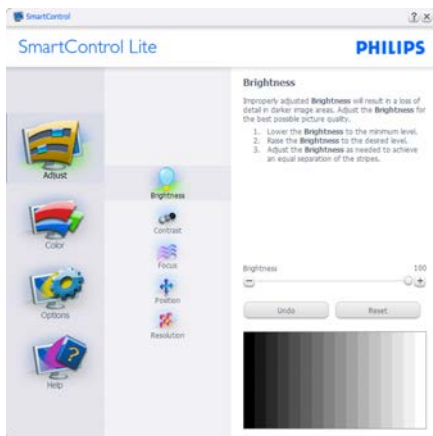 SmartControl
SmartControl Lite
PHILIPS
Adjust
Color
Options
Help
Brightness
Contrast
Focus
Position
Resolution
Brightness
Improperly adjusted Brightness will result in a loss of
detail in darker image areas. Adjust the Brightness for
the best possible picture quality.
1. Lower the Brightness to the minimum level.
2. Raise the Brightness to the desired level.
3. Adjust the Brightness as needed to achieve
an equal separation of the stripes.
Brightness 100
Undo Reset